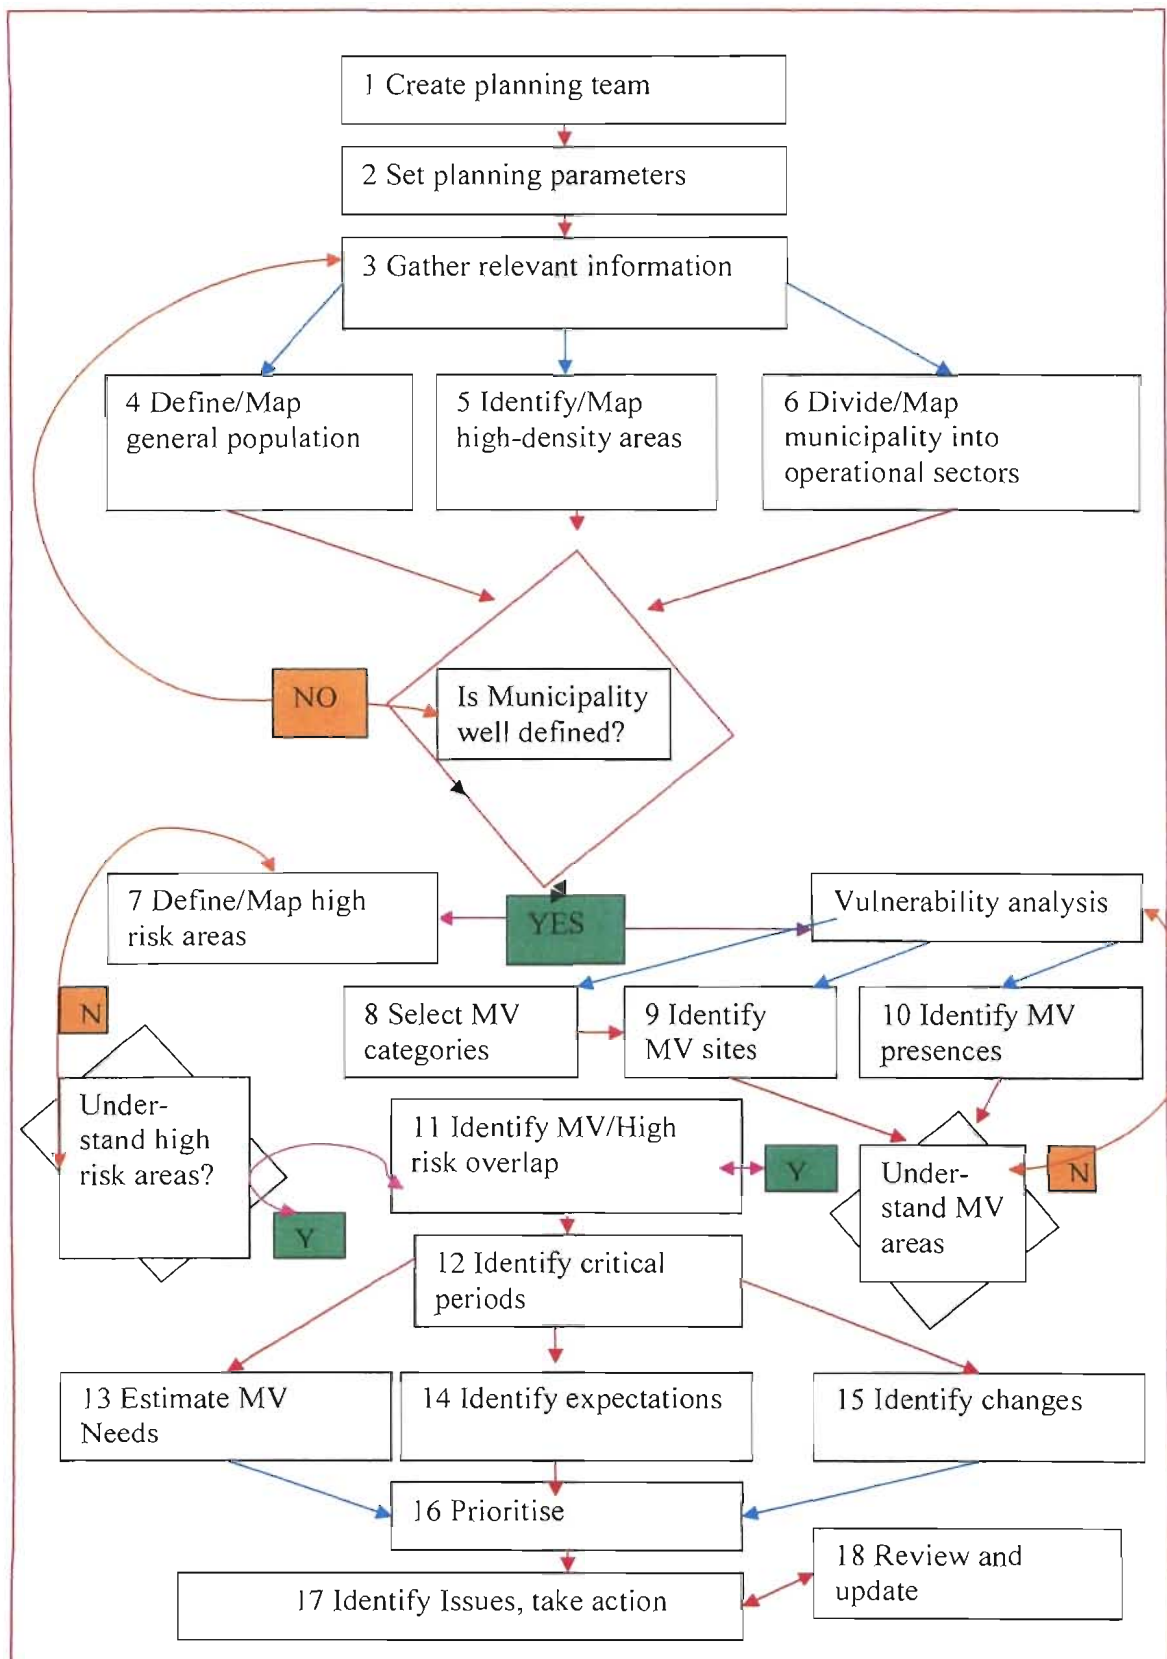 1 Create planning team
2 Set planning parameters
3 Gather relevant information
4 Define/Map
general population
5 Identify/Map
high-density areas
6 Divide/Map
municipality into
operational sectors
NO
Is Municipality
well defined?
7 Define/Map high
risk areas
YES
Vulnerability analysis
N
8 Select MV
categories
9 Identify
MV sites
10 Identify MV
presences
Under-
stand high
risk areas?
Y
11 Identify MV/High
risk overlap
Y
Under-
stand MV
areas
N
12 Identify critical
periods
13 Estimate MV
Needs
14 Identify expectations
15 Identify changes
16 Prioritise
17 Identify Issues, take action
18 Review and
update